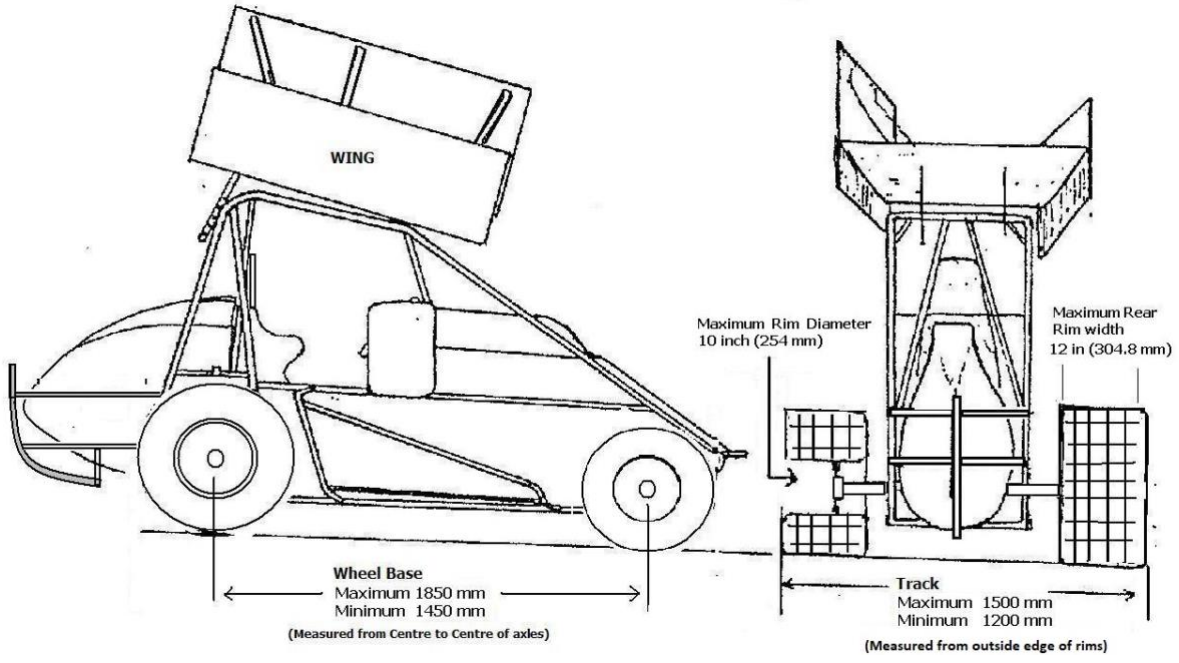 WING
Maximum Rim Diameter
10 inch (254 mm)
Maximum Rear
Rim width
12 in (304.8 mm)
Wheel Base
Maximum 1850 mm
Minimum 1450 mm
(Measured from Centre to Centre of axles)
Track
Maximum 1500 mm
Minimum 1200 mm
(Measured from outside edge of rims)